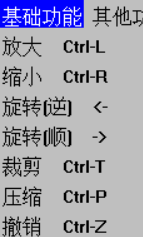 基础功能 其他
放大 Ctrl-L
缩小 Ctrl-R
旋转(逆) <-
旋转(顺) ->
裁剪 Ctrl-T
压缩 Ctrl-P
撤销 Ctrl-Z